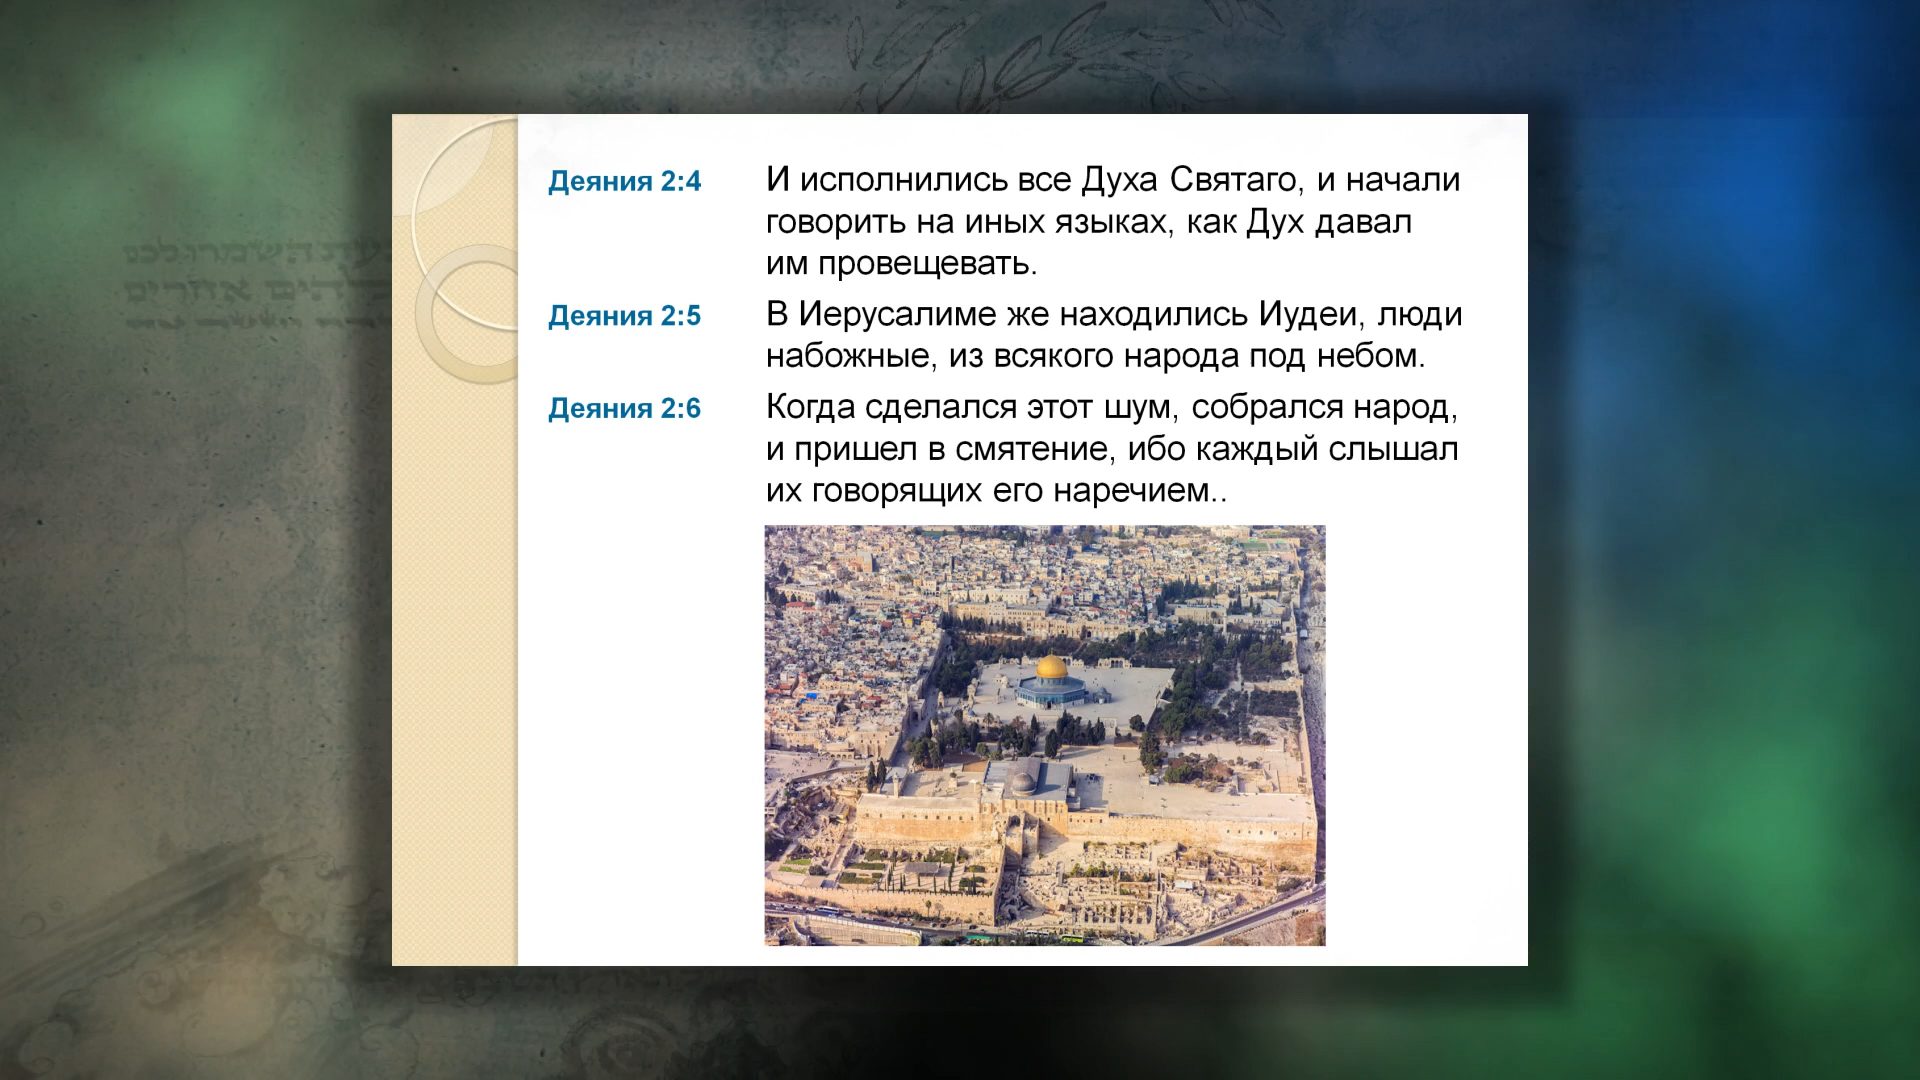 Деяния 2:4 И исполнились все Духа Святаго, и начали
говорить на иных языках, как Дух давал
им провещевать.
Деяния 2:5 В Иерусалиме же находились Иудеи, люди
набожные, из всякого народа под небом.
Деяния 2:6 Когда сделался этот шум, собрался народ,
и пришел в смятение, ибо каждый слышал
их говорящих его наречием..